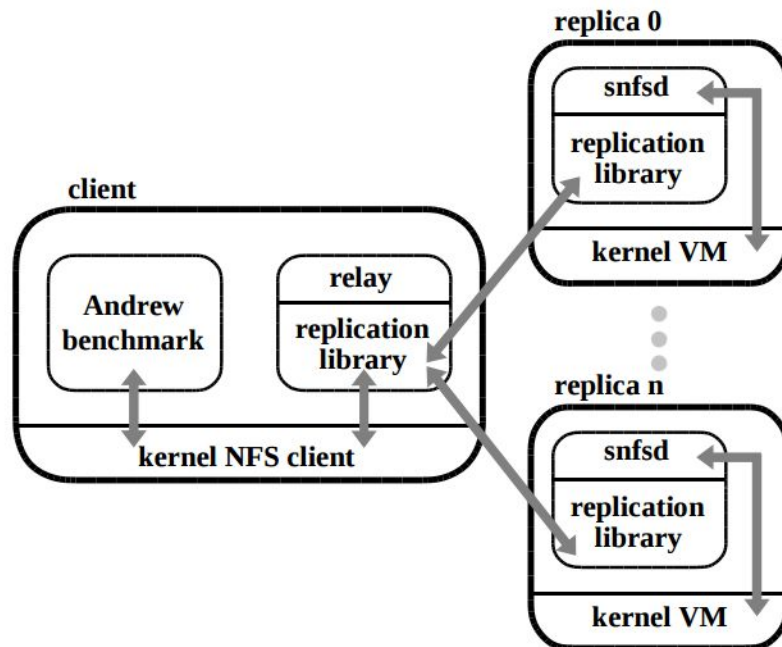 replica 0
snfsd
replication
library
kernel VM
client
Andrew
benchmark
relay
replication
library
kernel NFS client
replica n
snfsd
replication
library
kernel VM